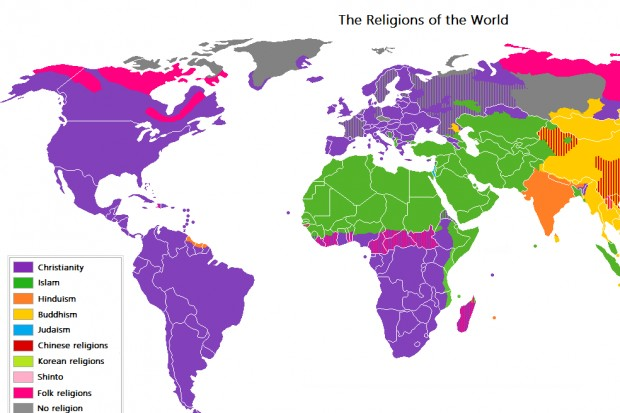 The Religions of the World
Christianity
Islam
Hinduism
Buddhism
Judaism
Chinese religions
Korean religions
Shinto
Folk religions
No religion